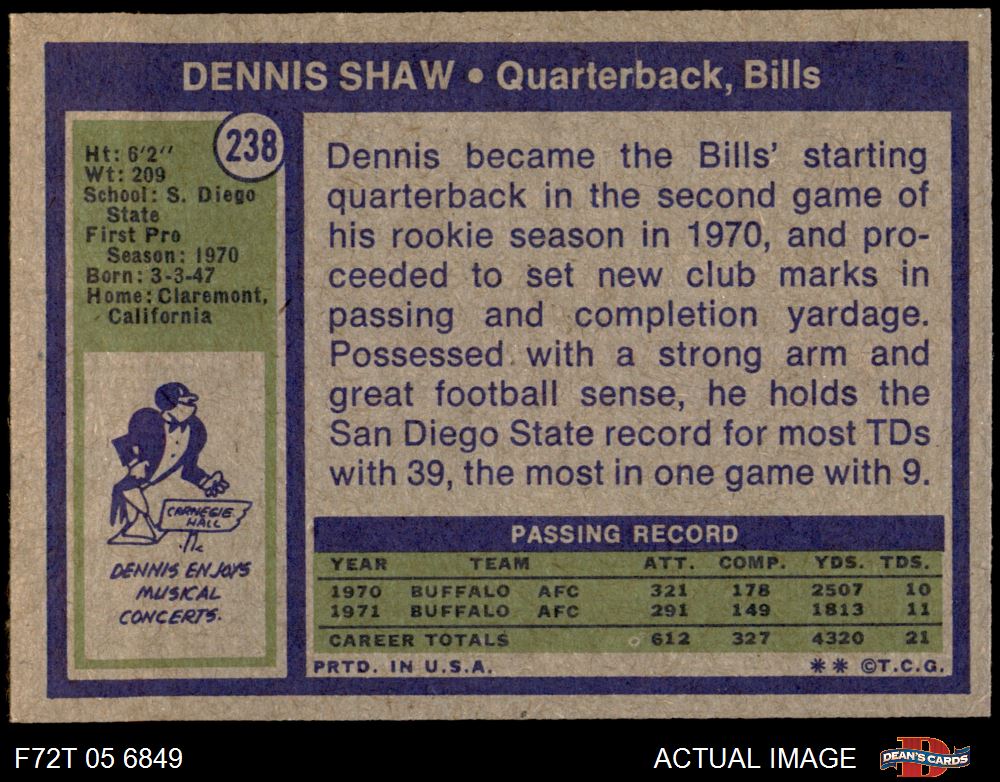 DENNIS SHAW • Quarterback, Bills
238
Ht: 6'2"
Wt: 209
School: S. Diego
State
First Pro
Season: 1970
Born: 3-3-47
Home: Claremont,
California
CARNEGIE
HALL
DENNIS ENJOYS
MUSICAL
CONCERTS.
Dennis became the Bills' starting
quarterback in the second game of
his rookie season in 1970, and pro-
ceeded to set new club marks in
passing and completion yardage.
Possessed with a strong arm and
great football sense, he holds the
San Diego State record for most TDs
with 39, the most in one game with 9.
PASSING RECORD
YEAR TEAM ATT. COMP. YDS. TDS.
1970 BUFFALO AFC 321 178 2507 10
1971 BUFFALO AFC 291 149 1813 11
CAREER TOTALS 612 327 4320 21
PRTD. IN U.S.A. ** ©T.C.G.
F72T 05 6849 ACTUAL IMAGE DEAN'S CARDS